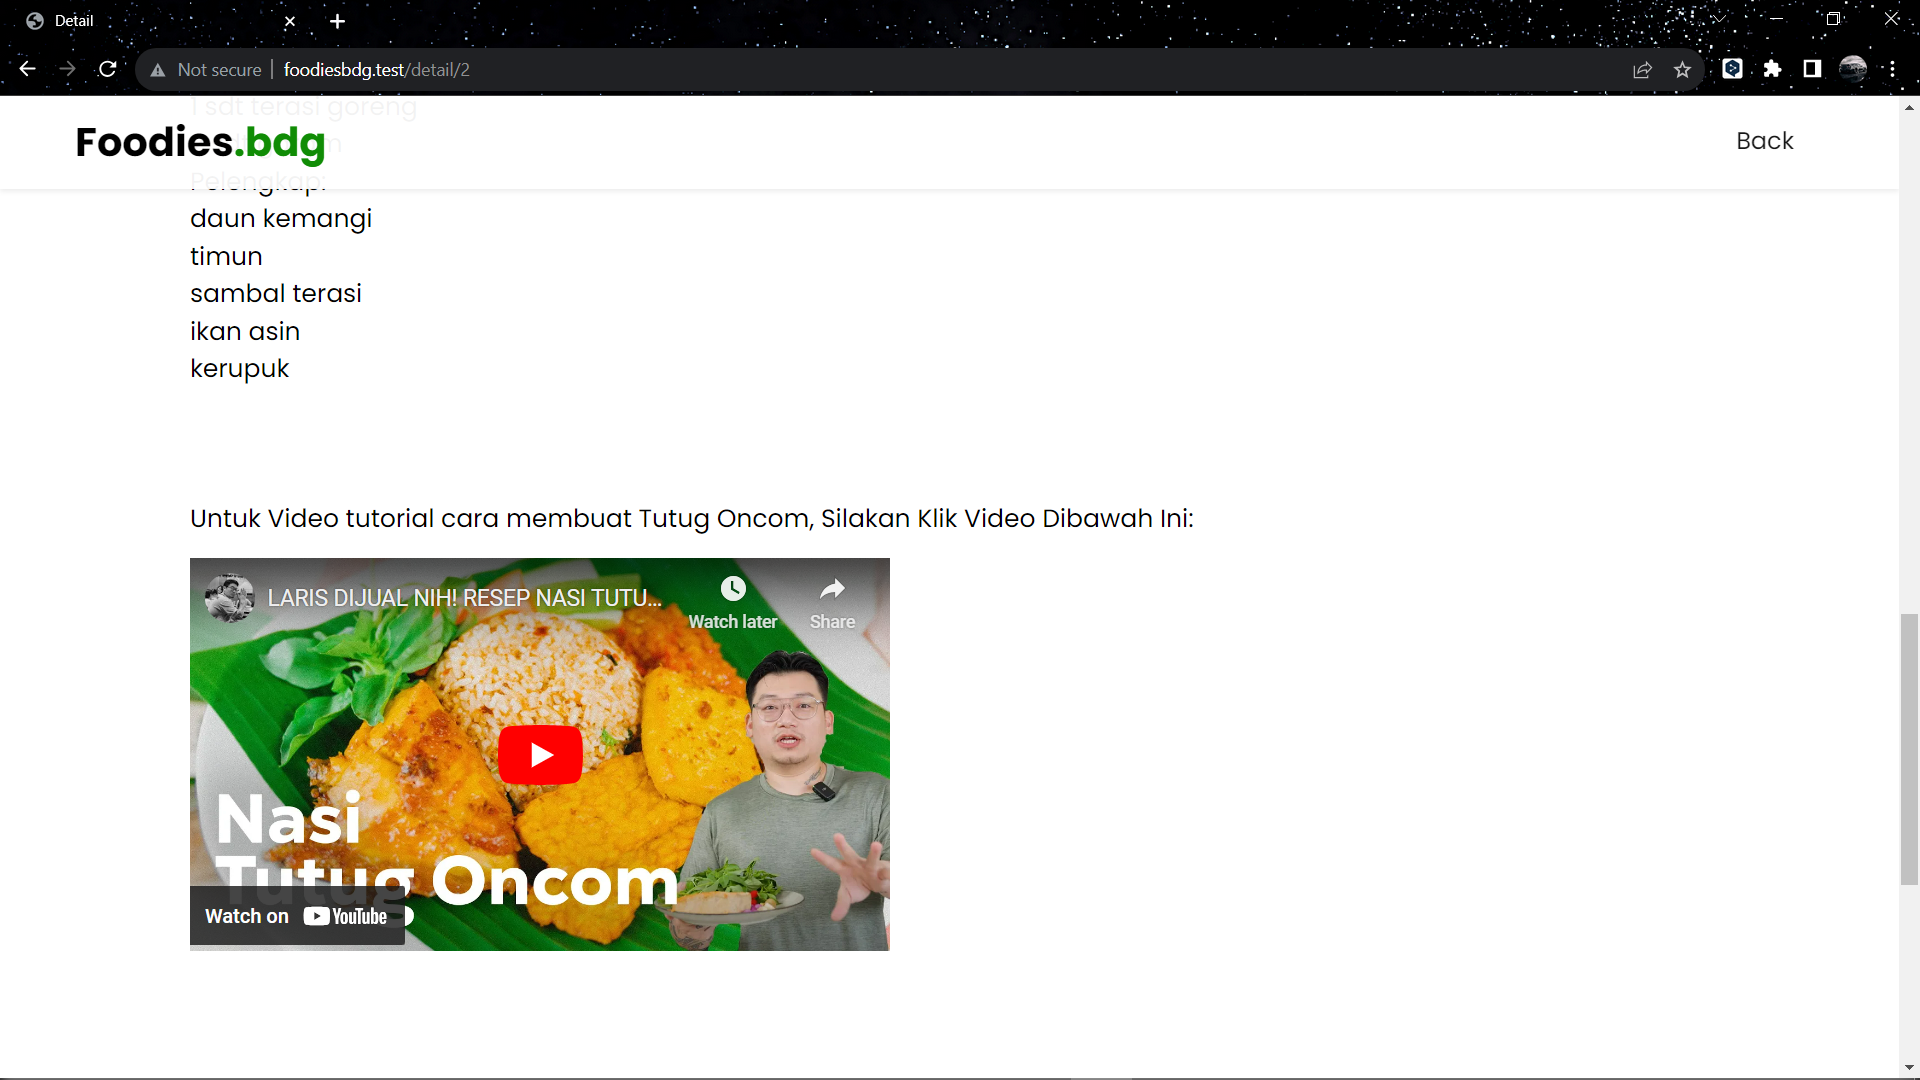 Detail
Not secure | foodiesbdg.test/detail/2
1 sdt terasi goreng
Foodies.bdg
Back
Pelengkap:
daun kemangi
timun
sambal terasi
ikan asin
kerupuk
Untuk Video tutorial cara membuat Tutug Oncom, Silakan Klik Video Dibawah Ini:
LARIS DIJUAL NIH! RESEP NASI TUTU...
Watch later
Share
Nasi
Tutug Oncom
Watch on YouTube